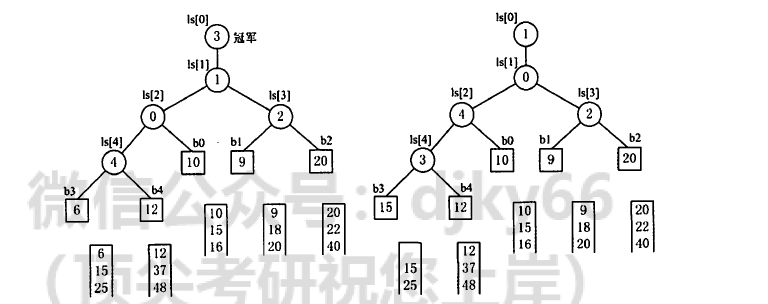 ls[0] ls[0]
3 冠军 1
ls[1] ls[1]
1 0
ls[2] ls[3] ls[2] ls[3]
0 2 4 2
ls[4] b0 b1 b2 ls[4] b0 b1 b2
4 10 9 20 3 10 9 20
b3 b4 b3 b4
6 12 15 12
微信公众号：djky66
10 9 20 10 9 20
15 18 22 15 18 22
16 20 40 16 20 40
6 12 12
15 37 15 37
25 48 25 48
（顶尖考研祝您上岸）